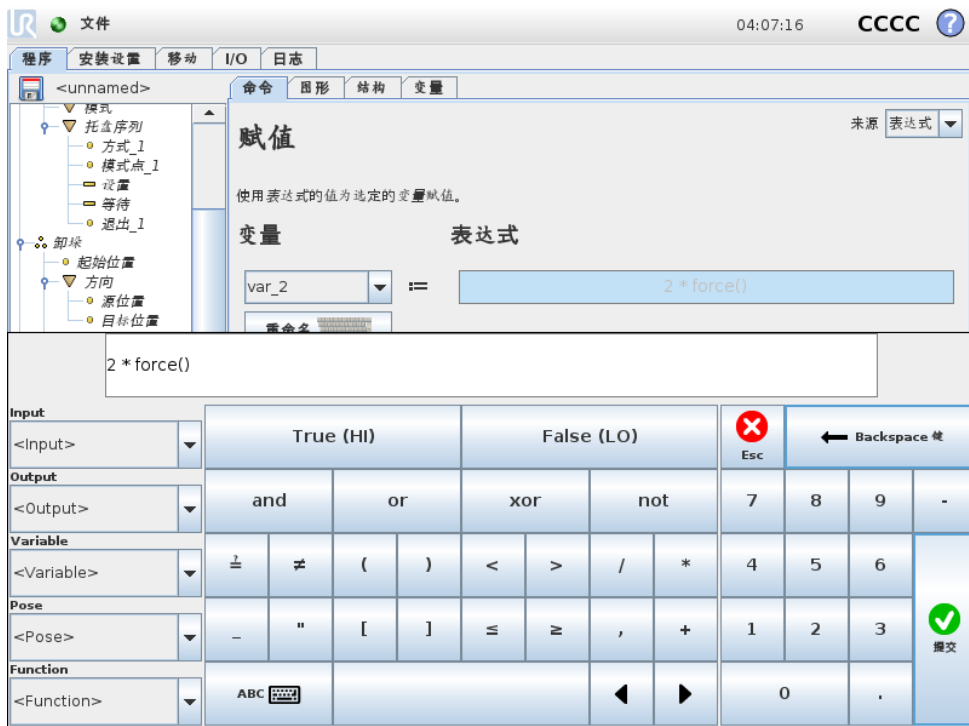 UR 文件 04:07:16 CCCC ?
程序 安装设置 移动 I/O 日志
<unnamed>
命令 图形 结构 变量
模式
托盘序列
方式_1
模式点_1
设置
等待
退出_1
卸垛
起始位置
方向
源位置
目标位置
赋值
来源 表达式
使用表达式的值为选定的变量赋值。
变量 表达式
var_2 := 2 * force()
重命名
2 * force()
Input
<Input>
Output
<Output>
Variable
<Variable>
Pose
<Pose>
Function
<Function>
True (HI) False (LO) Esc Backspace 键
and or xor not 7 8 9 -
≟ ≠ ( ) < > / * 4 5 6
_ " [ ] ≤ ≥ , + 1 2 3 提交
ABC 0 .